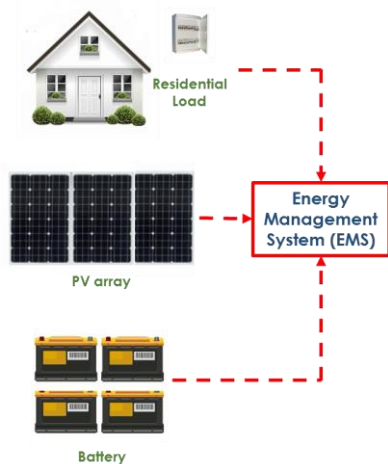 Residential
Load
Energy
Management
System (EMS)
PV array
Battery